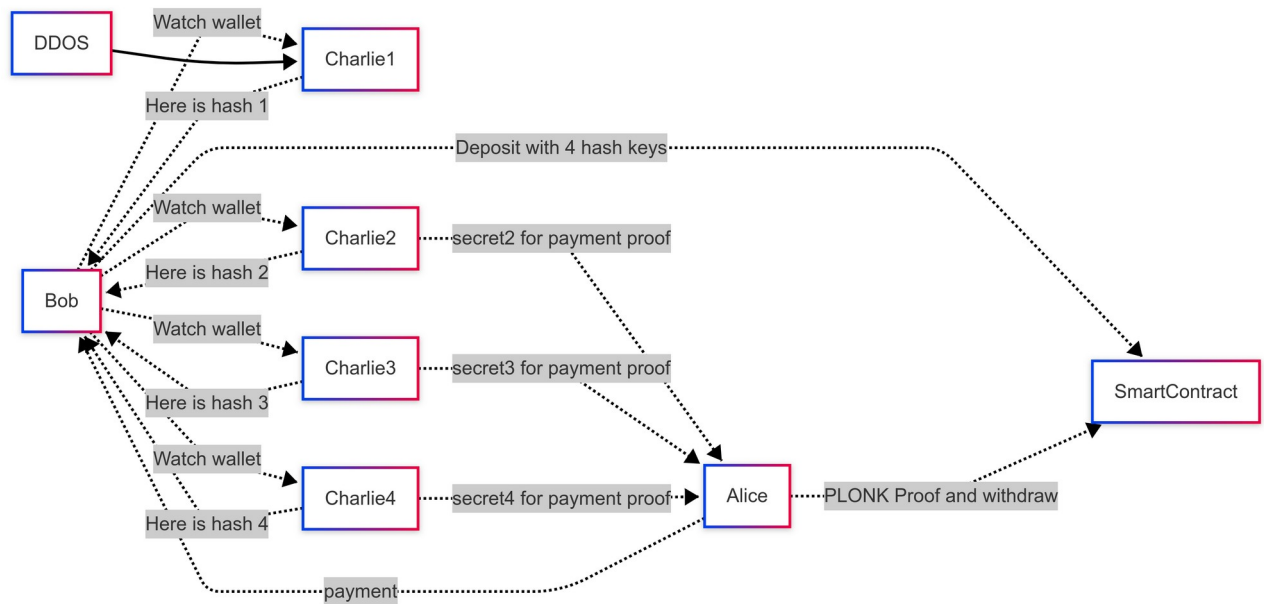 Watch wallet
DDOS
Charlie1
Here is hash 1
Deposit with 4 hash keys
Watch wallet
Charlie2
secret2 for payment proof
Here is hash 2
Bob
Watch wallet
Charlie3
secret3 for payment proof
SmartContract
Here is hash 3
Watch wallet
Charlie4
secret4 for payment proof
Alice
PLONK Proof and withdraw
Here is hash 4
payment